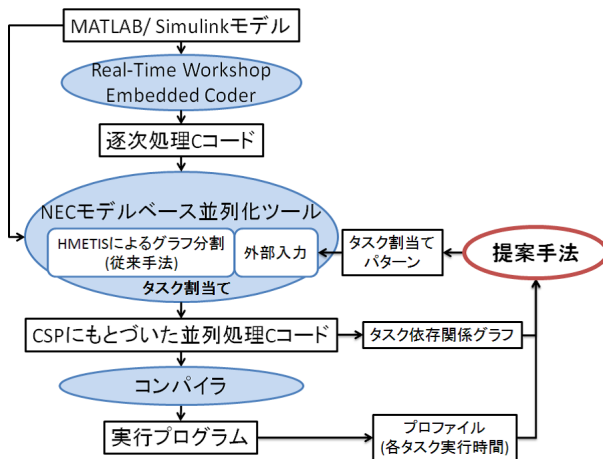 MATLAB/ Simulinkモデル
Real-Time Workshop
Embedded Coder
逐次処理Cコード
NECモデルベース並列化ツール
HMETISによるグラフ分割
(従来手法)
外部入力
タスク割当て
タスク割当て
パターン
提案手法
CSPにもとづいた並列処理Cコード
タスク依存関係グラフ
コンパイラ
実行プログラム
プロファイル
(各タスク実行時間)